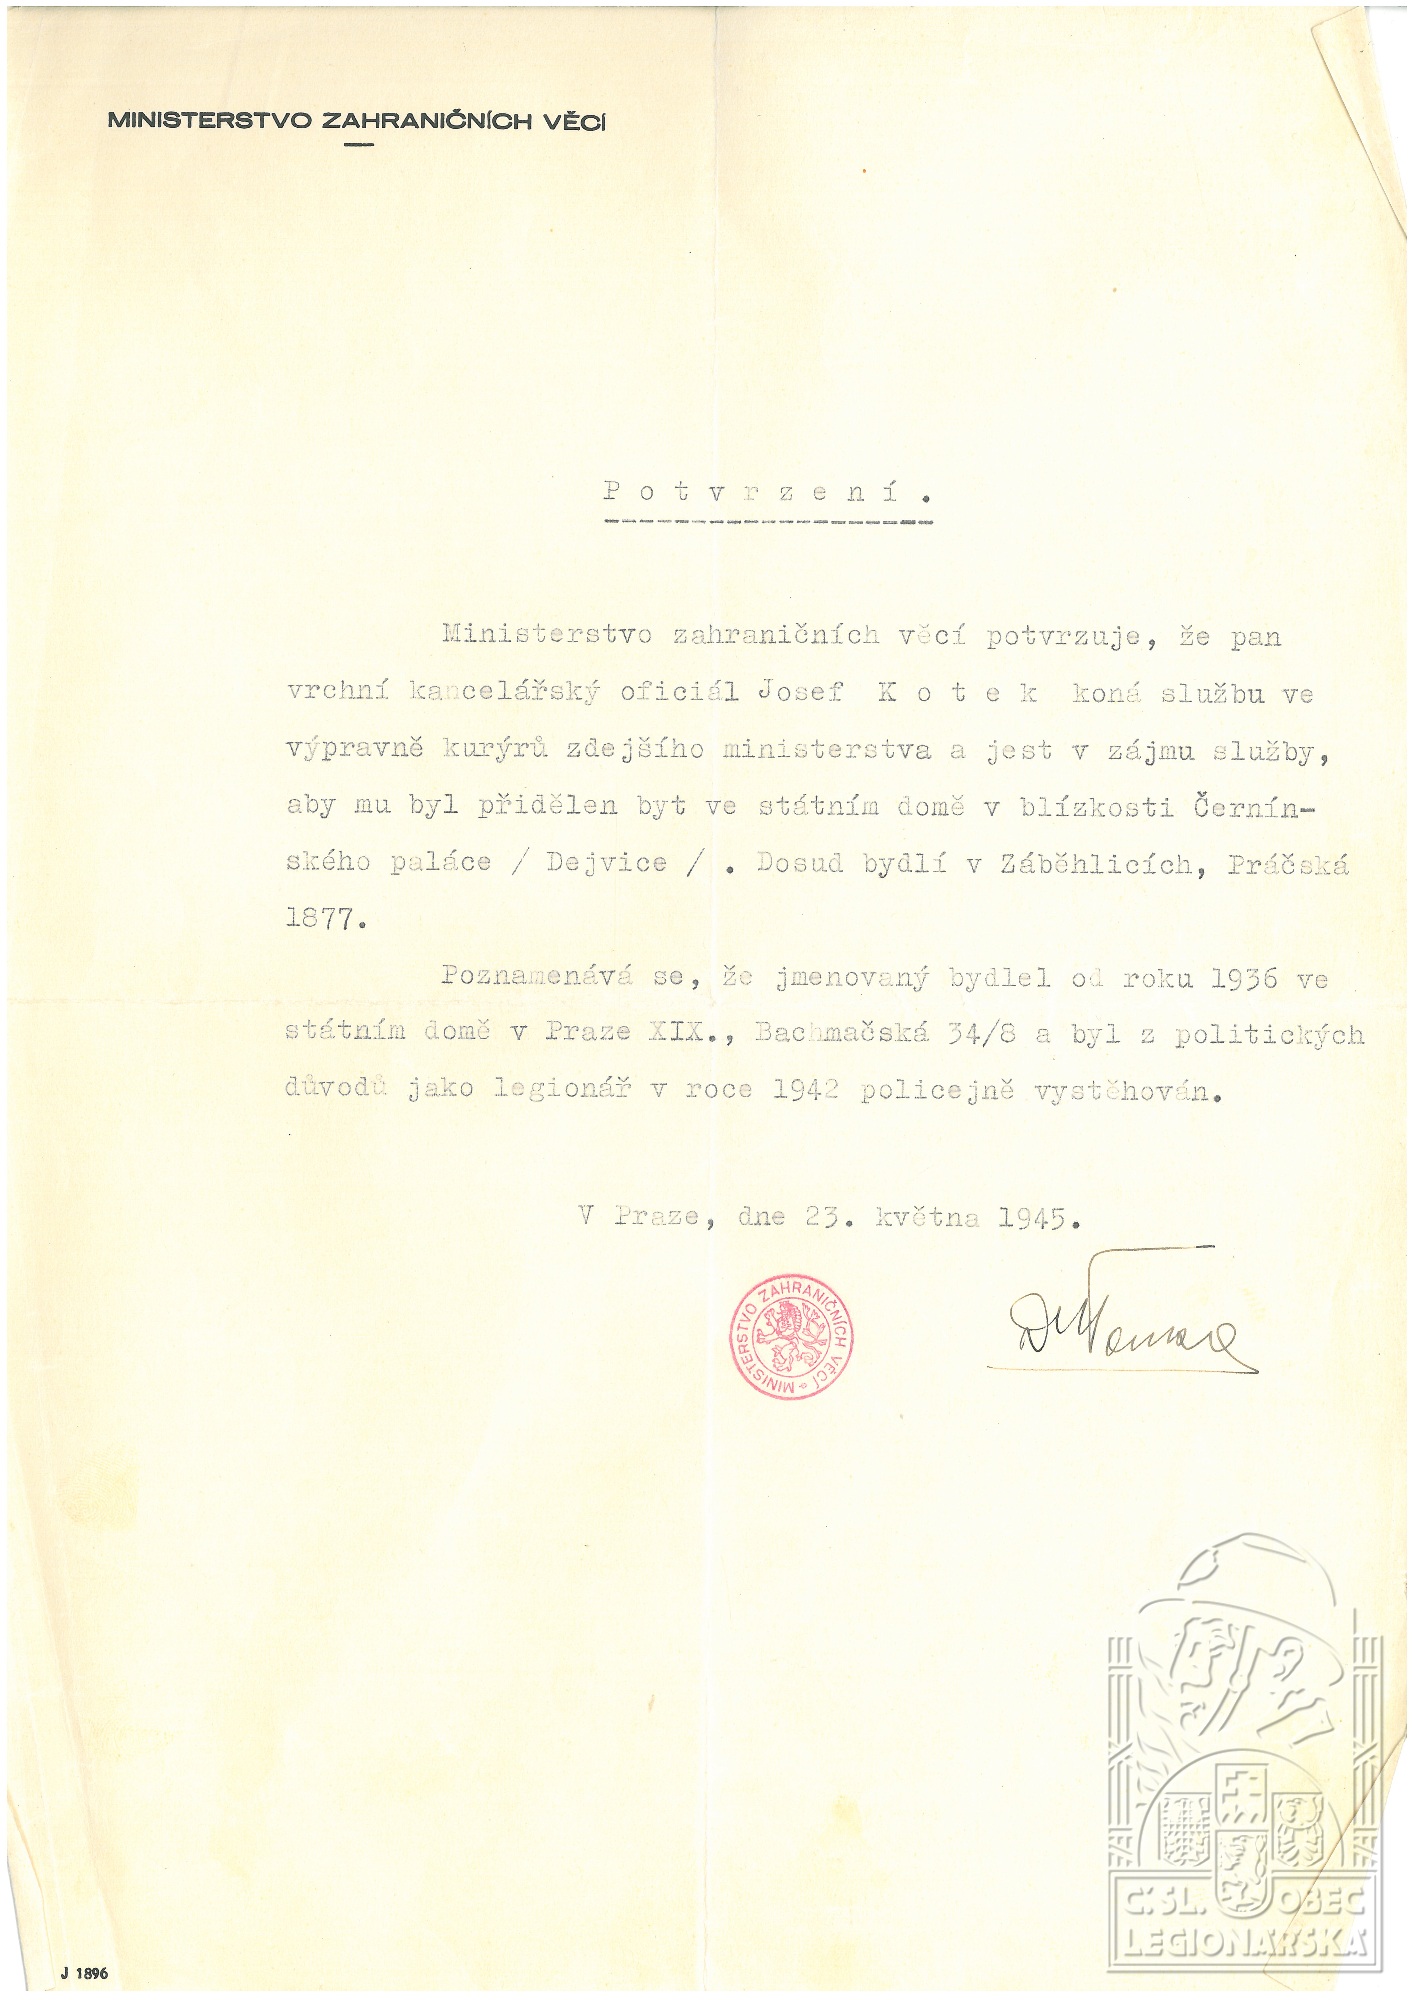 MINISTERSTVO ZAHRANIČNÍCH VĚCÍ
P o t v r z e n í .
Ministerstvo zahraničních věcí potvrzuje, že pan
vrchní kancelářský oficiál Josef K o t e k koná službu ve
výpravně kurýrů zdejšího ministerstva a jest v zájmu služby,
aby mu byl přidělen byt ve státním domě v blízkosti Černín-
ského paláce / Dejvice / . Dosud bydlí v Záběhlicích, Práčská
1877.
Poznamenává se, že jmenovaný bydlel od roku 1936 ve
státním domě v Praze XIX., Bachmačská 34/8 a byl z politických
důvodů jako legionář v roce 1942 policejně vystěhován.
V Praze, dne 23. května 1945.
MINISTERSTVO ZAHRANIČNÍCH VĚCÍ
Č.SL. OBEC
LEGIONÁŘSKÁ
J 1896